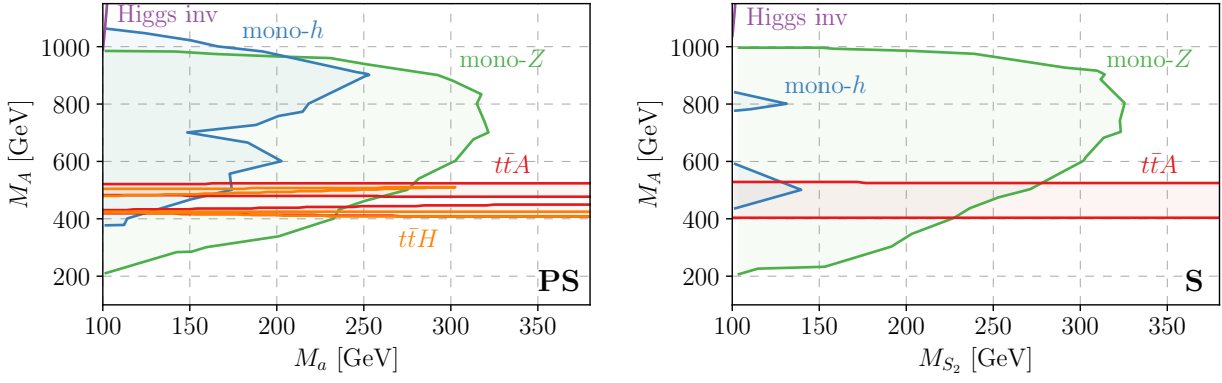 Higgs inv
mono-h
mono-Z
tt̄A
tt̄H
PS
1000
800
600
400
200
M_A [GeV]
100 150 200 250 300 350
M_a [GeV]
Higgs inv
mono-Z
mono-h
tt̄A
S
1000
800
600
400
200
M_A [GeV]
100 150 200 250 300 350
M_{S_2} [GeV]